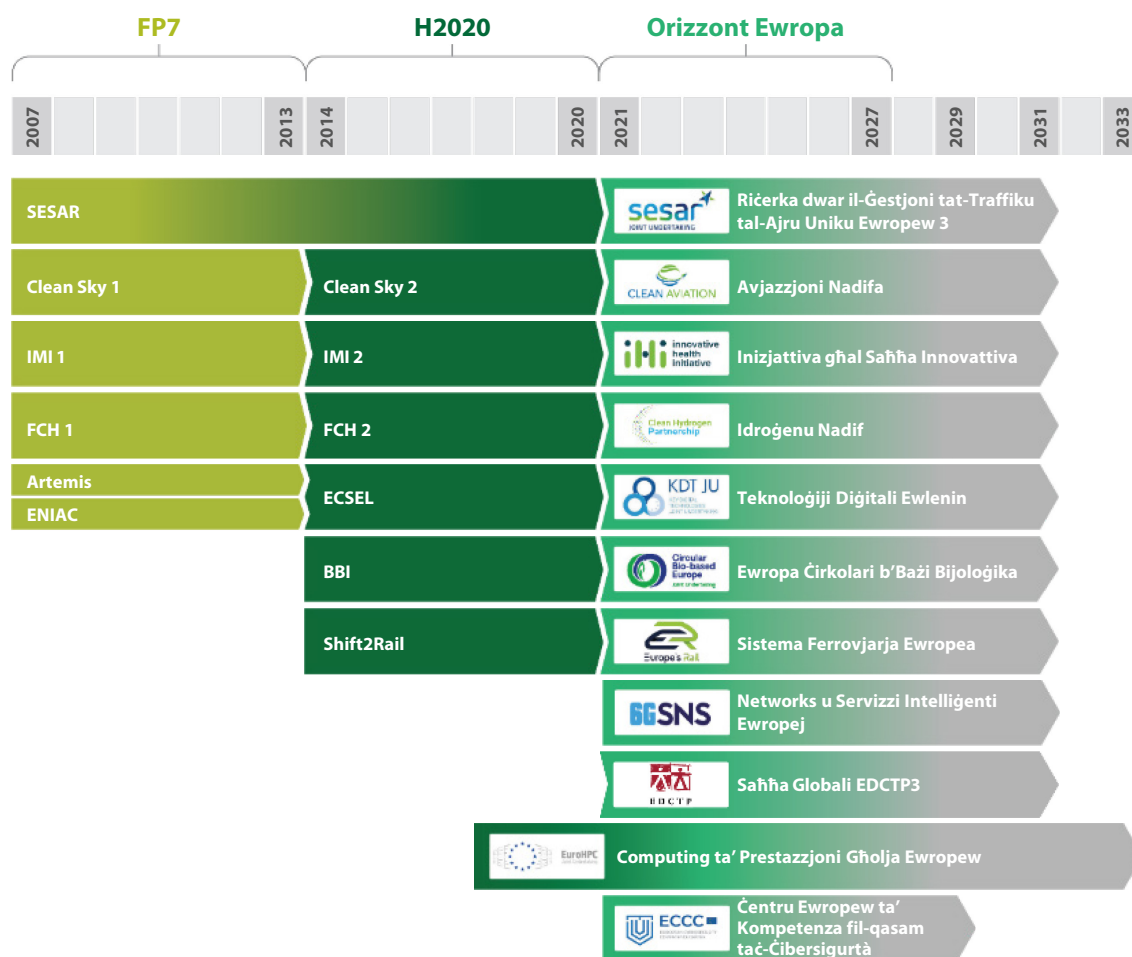 FP7
H2020
Orizzont Ewropa
2007
2013
2014
2020
2021
2027
2029
2031
2033
SESAR
sesar
JOINT UNDERTAKING
Riċerka dwar il-Ġestjoni tat-Traffiku
tal-Ajru Uniku Ewropew 3
Clean Sky 1
Clean Sky 2
CLEAN AVIATION
Avjazzjoni Nadifa
IMI 1
IMI 2
ihi
innovative
health
initiative
Inizjattiva għal Saħħa Innovattiva
FCH 1
FCH 2
Clean Hydrogen
Partnership
Idroġenu Nadif
Artemis
ENIAC
ECSEL
KDT JU
Teknoloġiji Diġitali Ewlenin
BBI
Circular
Bio-based
Europe
Joint Undertaking
Ewropa Ċirkolari b'Bażi Bijoloġika
Shift2Rail
ER
Europe's Rail
Sistema Ferrovjarja Ewropea
6GSNS
Networks u Servizzi Intelliġenti
Ewropej
EDCTP
Saħħa Globali EDCTP3
EuroHPC
Computing ta' Prestazzjoni Għolja Ewropew
ECCC
Ċentru Ewropew ta'
Kompetenza fil-qasam
taċ-Ċibersigurtà